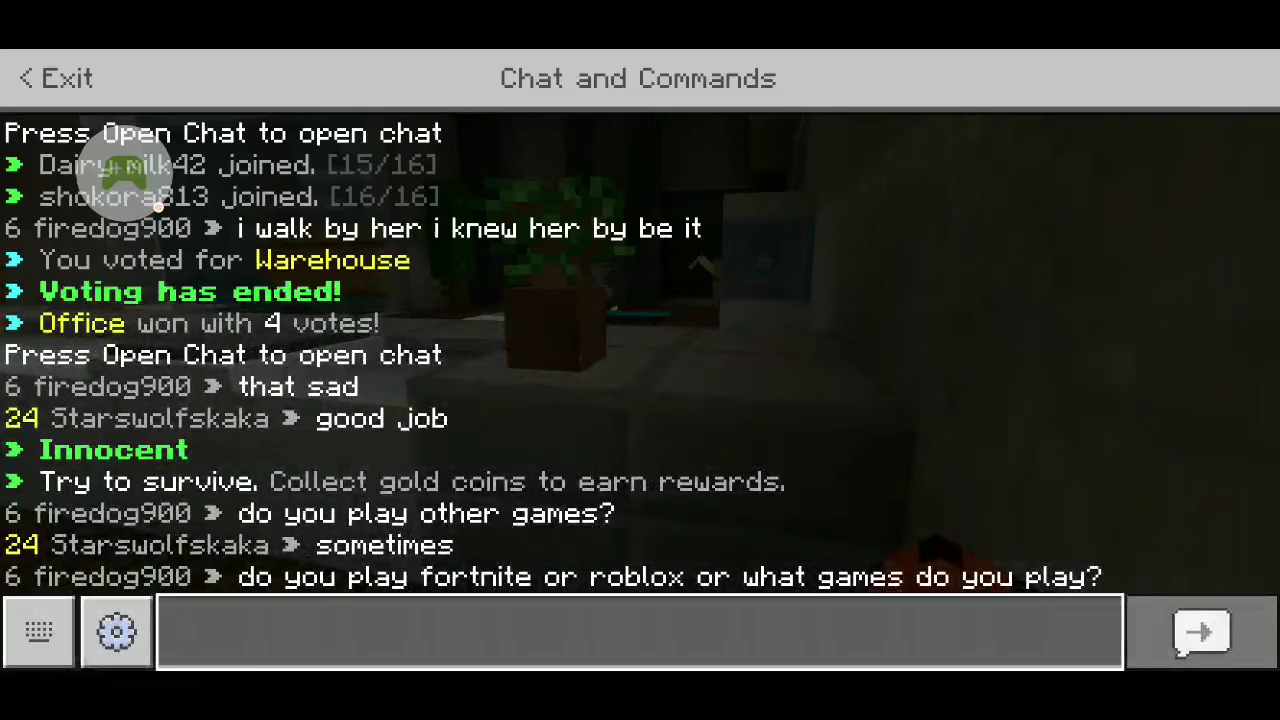 < Exit
Chat and Commands
Press Open Chat to open chat
Dairy milk42 joined. [15/16]
shokora813 joined. [16/16]
6 firedog900 » i walk by her i knew her by be it
You voted for Warehouse
Voting has ended!
Office won with 4 votes!
Press Open Chat to open chat
6 firedog900 » that sad
24 Starswolfskaka » good job
Innocent
Try to survive. Collect gold coins to earn rewards.
6 firedog900 » do you play other games?
24 Starswolfskaka » sometimes
6 firedog900 » do you play fortnite or roblox or what games do you play?